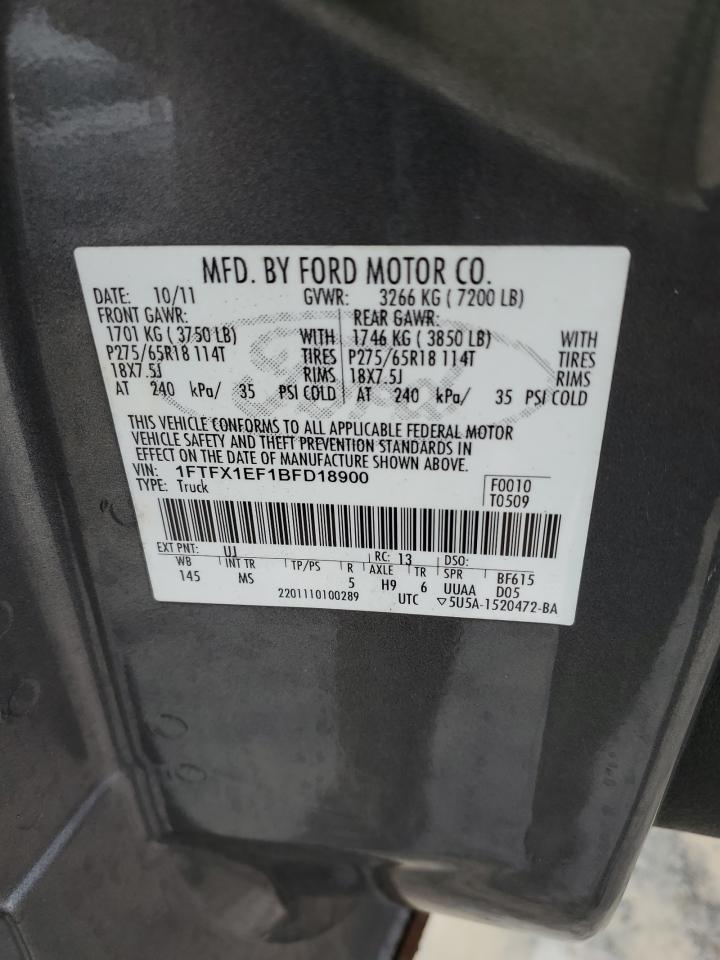 MFD. BY FORD MOTOR CO.
DATE: 10/11 GVWR: 3266 KG ( 7200 LB)
FRONT GAWR: REAR GAWR:
1701 KG ( 3750 LB) WITH 1746 KG ( 3850 LB) WITH
P275/65R18 114T TIRES P275/65R18 114T TIRES
18X7.5J RIMS 18X7.5J RIMS
AT 240 kPa/ 35 PSI COLD AT 240 kPa/ 35 PSI COLD
THIS VEHICLE CONFORMS TO ALL APPLICABLE FEDERAL MOTOR
VEHICLE SAFETY AND THEFT PREVENTION STANDARDS IN
EFFECT ON THE DATE OF MANUFACTURE SHOWN ABOVE.
VIN: 1FTFX1EF1BFD18900 F0010
TYPE: Truck T0509
EXT PNT: UJ RC: 13 DSO:
WB INT TR TP/PS R AXLE TR SPR BF615
145 MS 5 H9 6 UUAA D05
2201110100289 UTC ▽5U5A-1520472-BA